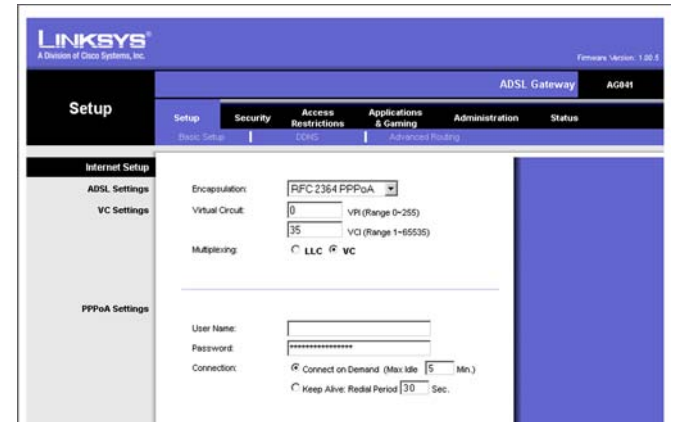 LINKSYS®
A Division of Cisco Systems, Inc.
Firmware Version: 1.00.5
ADSL Gateway AG041
Setup
Setup Security Access Restrictions Applications & Gaming Administration Status
Basic Setup DDNS Advanced Routing
Internet Setup
ADSL Settings Encapsulation: RFC 2364 PPPoA
VC Settings Virtual Circuit: 0 VPI (Range 0~255)
35 VCI (Range 1~65535)
Multiplexing: LLC VC
PPPoA Settings
User Name:
Password: ****************
Connection: Connect on Demand (Max Idle 5 Min.)
Keep Alive: Redial Period 30 Sec.